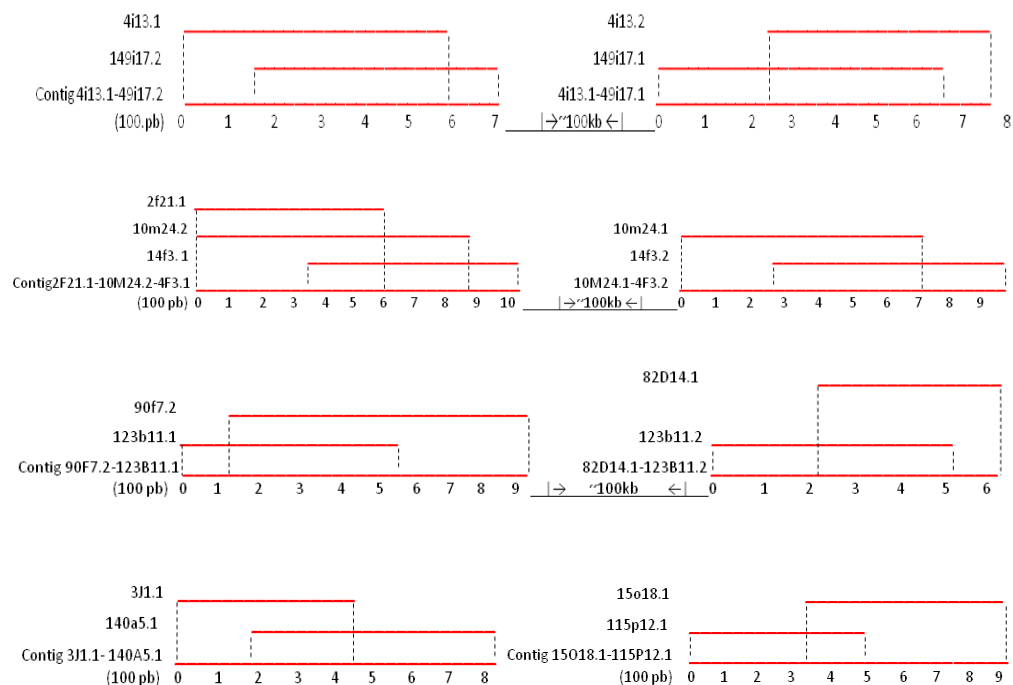 4i13.1
149i17.2
Contig4i13.1-49i17.2
(100.pb) 0 1 2 3 4 5 6 7
|→~100kb ←|
4i13.2
149i17.1
4i13.1-49i17.1
0 1 2 3 4 5 6 7 8
2f21.1
10m24.2
14f3.1
Contig2F21.1-10M24.2-4F3.1
(100 pb) 0 1 2 3 4 5 6 7 8 9 10
|→~100kb←|
10m24.1
14f3.2
10M24.1-4F3.2
0 1 2 3 4 5 6 7 8 9
90f7.2
123b11.1
Contig 90F7.2-123B11.1
(100 pb) 0 1 2 3 4 5 6 7 8 9
|→ ~100kb ←|
82D14.1
123b11.2
82D14.1-123B11.2
0 1 2 3 4 5 6
3J1.1
140a5.1
Contig 3J1.1- 140A5.1
(100 pb) 0 1 2 3 4 5 6 7 8
15o18.1
115p12.1
Contig 15O18.1-115P12.1
(100 pb) 0 1 2 3 4 5 6 7 8 9